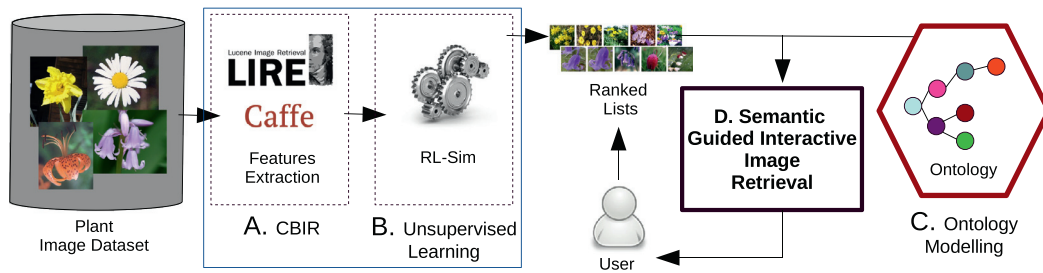 Plant
Image Dataset
Lucene Image Retrieval
LIRE
Caffe
Features
Extraction
A. CBIR
RL-Sim
B. Unsupervised
Learning
Ranked
Lists
User
D. Semantic
Guided Interactive
Image
Retrieval
Ontology
C. Ontology
Modelling